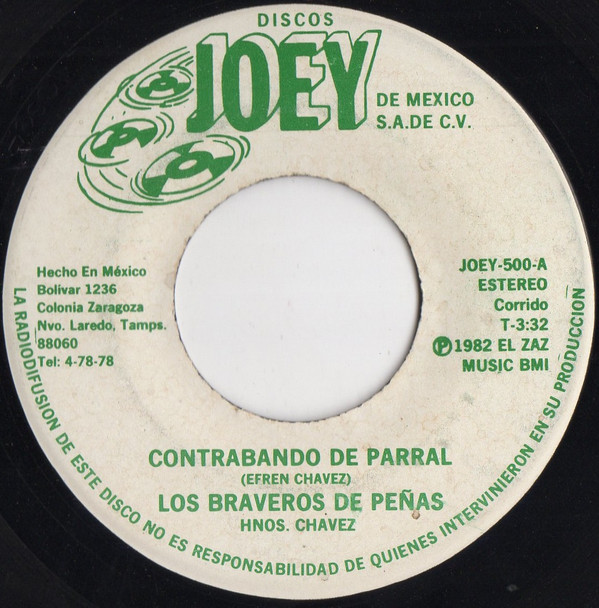 DISCOS
JOEY
DE MEXICO
S.A.DE C.V.
Hecho En México
Bolivar 1236
Colonia Zaragoza
Nvo. Laredo, Tamps.
88060
Tel: 4-78-78
JOEY-500-A
ESTEREO
Corrido
T-3:32
Ⓟ1982 EL ZAZ
MUSIC BMI
CONTRABANDO DE PARRAL
(EFREN CHAVEZ)
LOS BRAVEROS DE PEÑAS
HNOS. CHAVEZ
LA RADIODIFUSION DE ESTE DISCO NO ES RESPONSABILIDAD DE QUIENES INTERVINIERON EN SU PRODUCCION